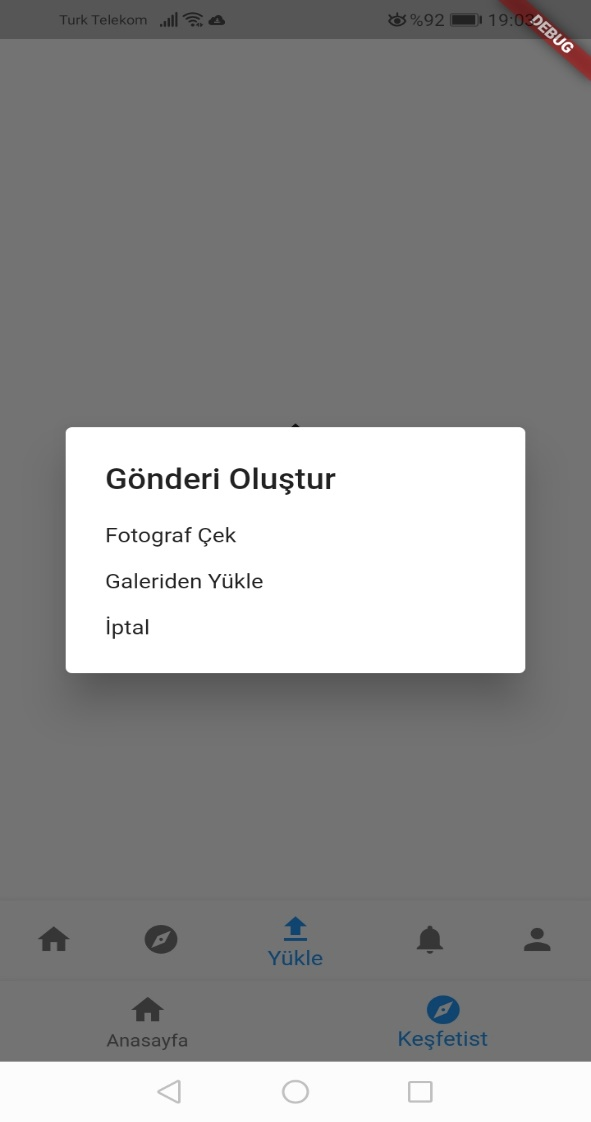 Turk Telekom %92 19:03
DEBUG
Gönderi Oluştur
Fotograf Çek
Galeriden Yükle
İptal
Yükle
Anasayfa Keşfetist